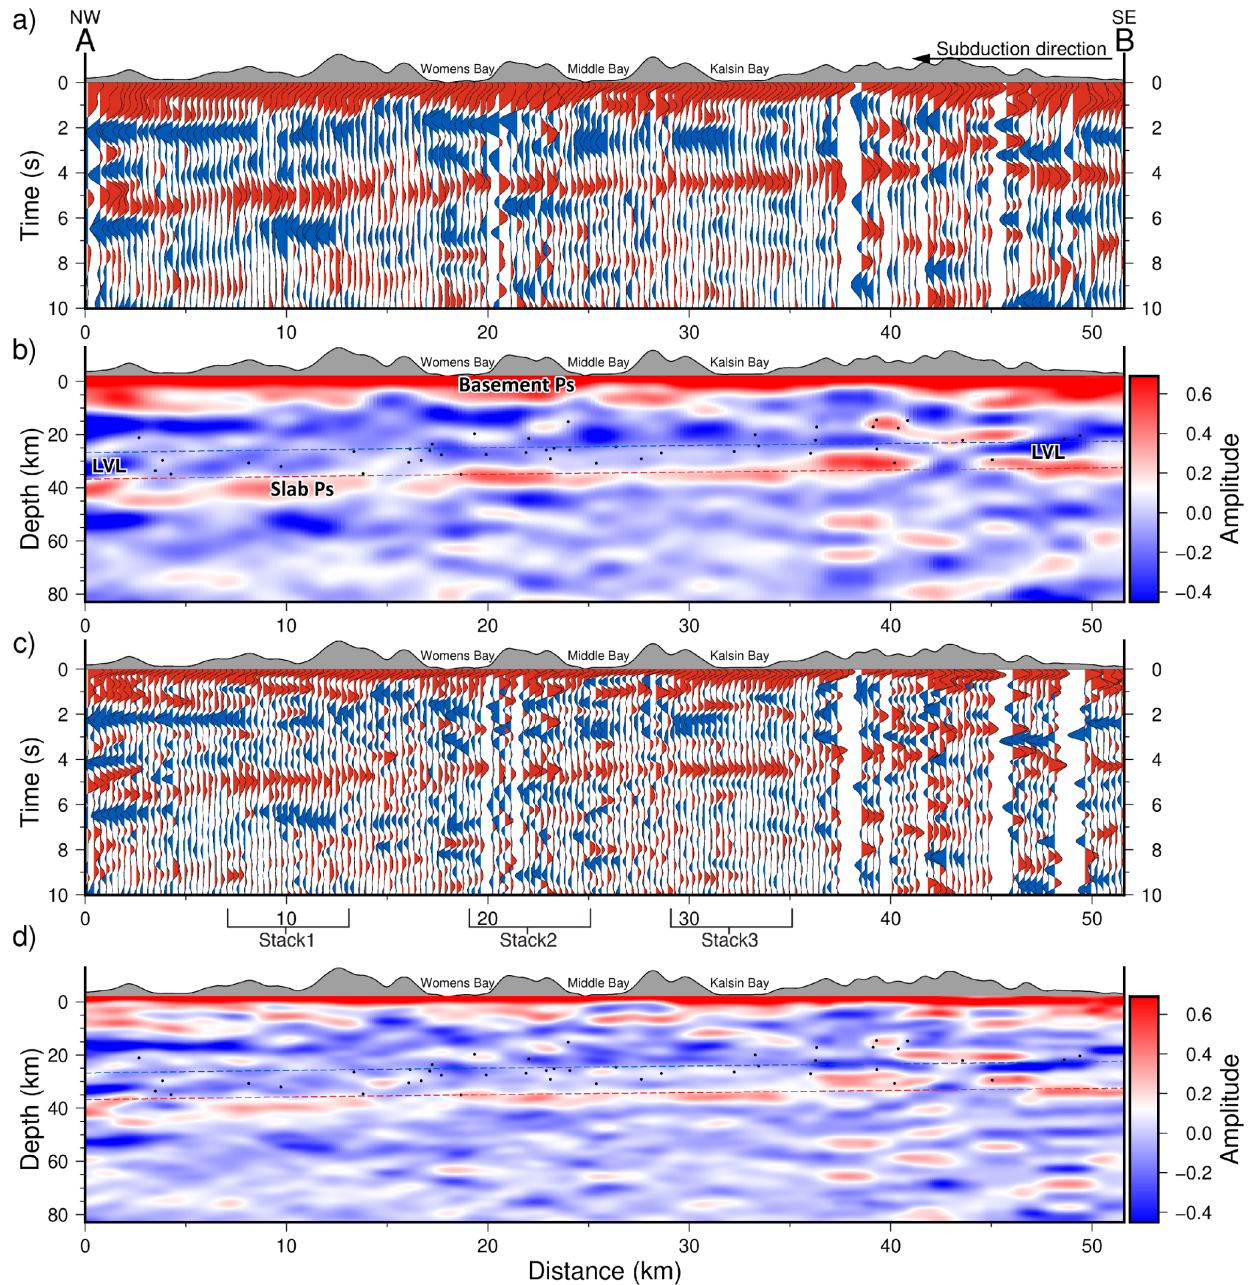 a)
NW
A
SE
B
Subduction direction
Womens Bay
Middle Bay
Kalsin Bay
Time (s)
0
2
4
6
8
10
0
2
4
6
8
10
0
10
20
30
40
50
b)
Womens Bay
Middle Bay
Kalsin Bay
Basement Ps
LVL
Slab Ps
LVL
Depth (km)
0
20
40
60
80
0
10
20
30
40
50
0.6
0.4
0.2
0.0
−0.2
−0.4
Amplitude
c)
Womens Bay
Middle Bay
Kalsin Bay
Time (s)
0
2
4
6
8
10
0
2
4
6
8
10
0
10
20
30
40
50
Stack1
Stack2
Stack3
d)
Womens Bay
Middle Bay
Kalsin Bay
Depth (km)
0
20
40
60
80
0
10
20
30
40
50
Distance (km)
0.6
0.4
0.2
0.0
−0.2
−0.4
Amplitude